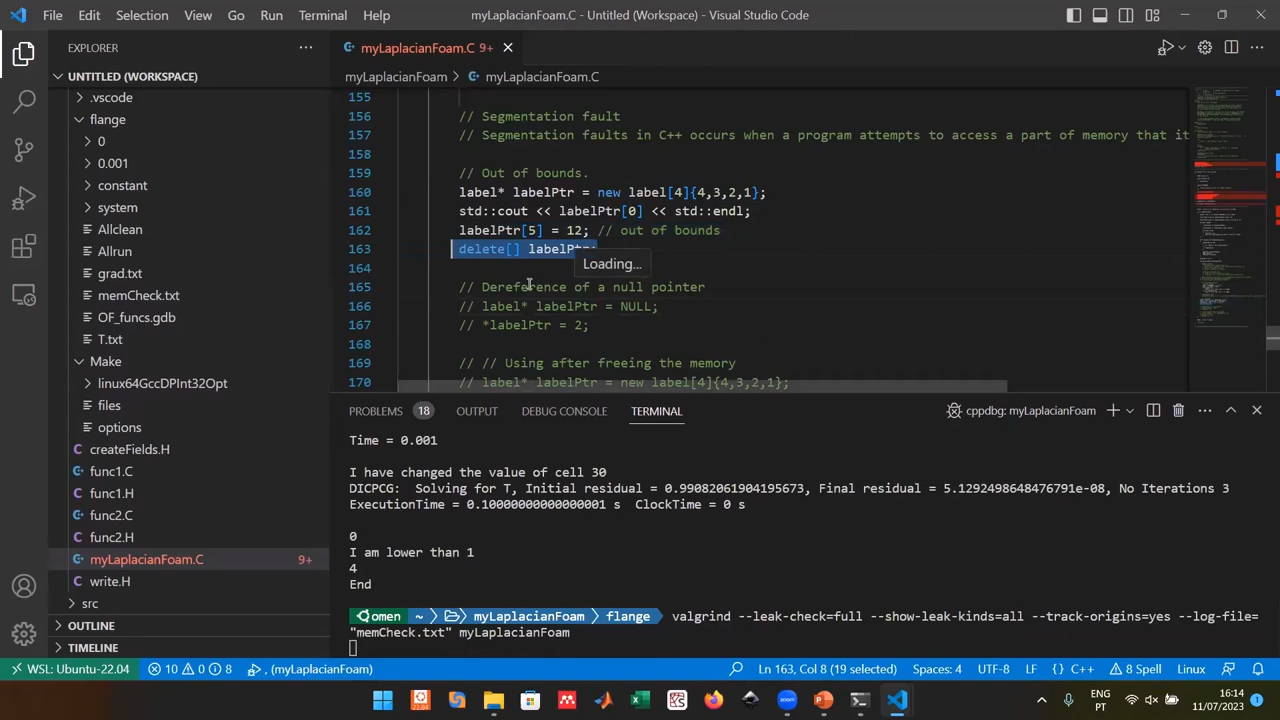 File Edit Selection View Go Run Terminal Help
myLaplacianFoam.C - Untitled (Workspace) - Visual Studio Code
EXPLORER
UNTITLED (WORKSPACE)
.vscode
flange
0
0.001
constant
system
Allclean
Allrun
grad.txt
memCheck.txt
OF_funcs.gdb
T.txt
Make
linux64GccDPInt32Opt
files
options
createFields.H
func1.C
func1.H
func2.C
func2.H
myLaplacianFoam.C 9+
write.H
src
OUTLINE
TIMELINE
myLaplacianFoam.C 9+
myLaplacianFoam > myLaplacianFoam.C
155
156 // Segentation fault
157 // Segmentation faults in C++ occurs when a program attempts to access a part of memory that it
158
159 // Out of bounds.
160 label* labelPtr = new label[4]{4,3,2,1};
161 std::cout << labelPtr[0] << std::endl;
162 labelPtr[5] = 12; // out of bounds
163 delete[] labelPtr;
Loading...
164
165 // Dereference of a null pointer
166 // label* labelPtr = NULL;
167 // *labelPtr = 2;
168
169 // // Using after freeing the memory
170 // label* labelPtr = new label[4]{4,3,2,1};
PROBLEMS 18 OUTPUT DEBUG CONSOLE TERMINAL
cppdbg: myLaplacianFoam
Time = 0.001
I have changed the value of cell 30
DICPCG: Solving for T, Initial residual = 0.99082061904195673, Final residual = 5.1292498648476791e-08, No Iterations 3
ExecutionTime = 0.10000000000000001 s ClockTime = 0 s
0
I am lower than 1
4
End
omen ~ myLaplacianFoam flange valgrind --leak-check=full --show-leak-kinds=all --track-origins=yes --log-file=
"memCheck.txt" myLaplacianFoam
WSL: Ubuntu-22.04 10 0 8 , (myLaplacianFoam) Ln 163, Col 8 (19 selected) Spaces: 4 UTF-8 LF {} C++ 8 Spell Linux
ENG
PT
16:14
11/07/2023